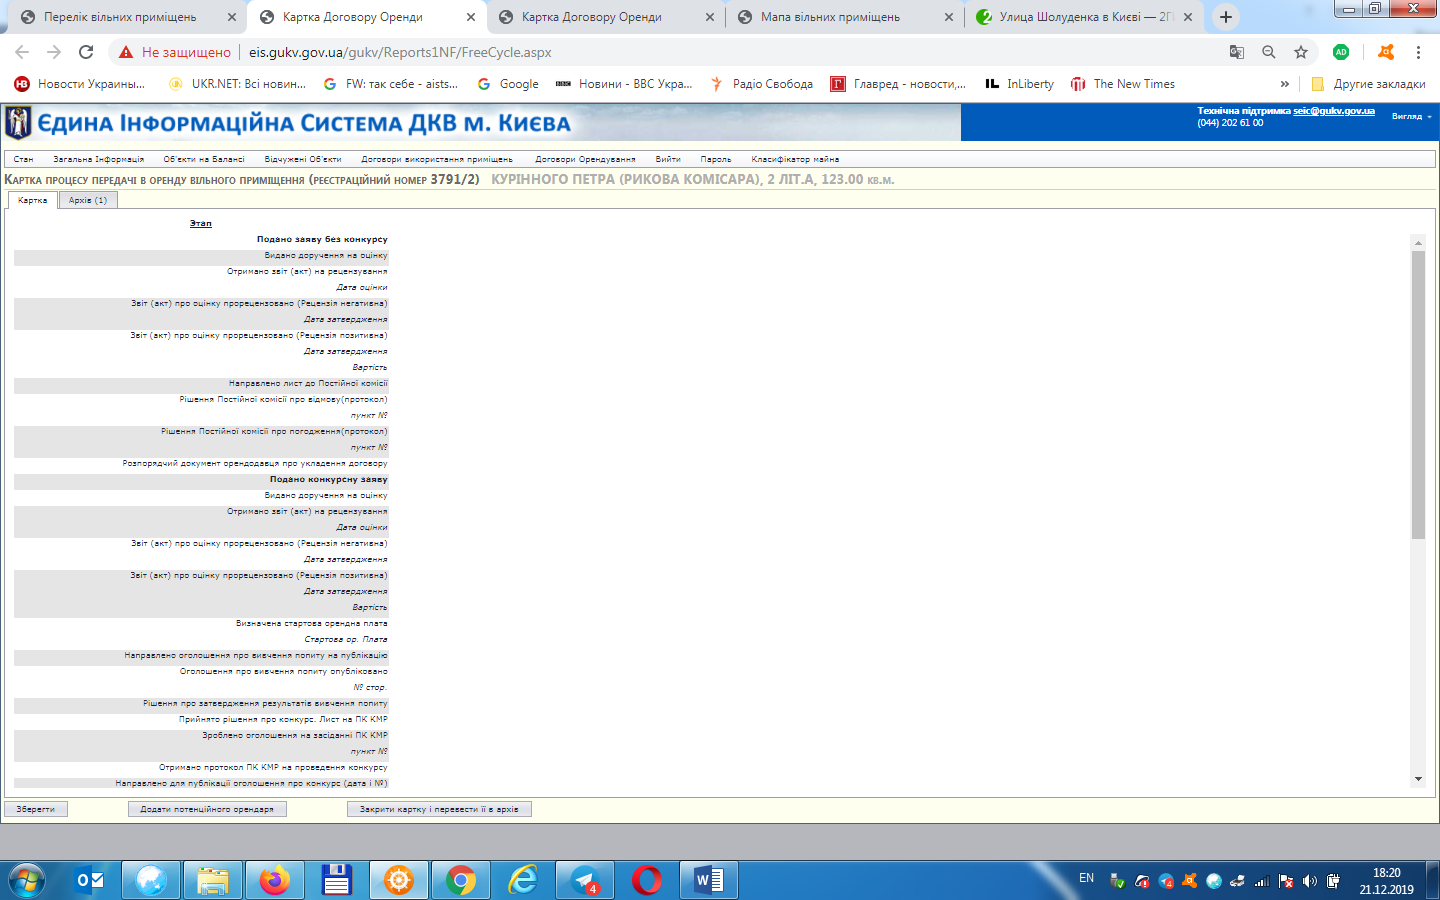 Перелік вільних приміщень
Картка Договору Оренди
Картка Договору Оренди
Мапа вільних приміщень
Улица Шолуденка в Києві — 2Г
Не защищено | eis.gukv.gov.ua/gukv/Reports1NF/FreeCycle.aspx
Новости Украины...
UKR.NET: Всі новин...
FW: так себе - aists...
Google
Новини - BBC Укра...
Радіо Свобода
Главред - новости,...
InLiberty
The New Times
»
Другие закладки
Єдина Інформаційна Система ДКВ м. Києва
Технічна підтримка seic@gukv.gov.ua
(044) 202 61 00
Вигляд
Стан
Загальна Інформація
Об'єкти на Балансі
Відчужені Об'єкти
Договори використання приміщень
Договори Орендування
Вийти
Пароль
Класифікатор майна
Картка процесу передачі в оренду вільного приміщення (реєстраційний номер 3791/2) КУРІННОГО ПЕТРА (РИКОВА КОМІСАРА), 2 ЛІТ.А, 123.00 кв.м.
Картка
Архів (1)
Этап
Подано заяву без конкурсу
Видано доручення на оцінку
Отримано звіт (акт) на рецензування
Дата оцінки
Звіт (акт) про оцінку прорецензовано (Рецензія негативна)
Дата затвердження
Звіт (акт) про оцінку прорецензовано (Рецензія позитивна)
Дата затвердження
Вартість
Направлено лист до Постійної комісії
Рішення Постійної комісії про відмову(протокол)
пункт №
Рішення Постійної комісії про погодження(протокол)
пункт №
Розпорядчий документ орендодавця про укладення договору
Подано конкурсну заяву
Видано доручення на оцінку
Отримано звіт (акт) на рецензування
Дата оцінки
Звіт (акт) про оцінку прорецензовано (Рецензія негативна)
Дата затвердження
Звіт (акт) про оцінку прорецензовано (Рецензія позитивна)
Дата затвердження
Вартість
Визначена стартова орендна плата
Стартова ор. Плата
Направлено оголошення про вивчення попиту на публікацію
Оголошення про вивчення попиту опубліковано
№ стор.
Рішення про затвердження результатів вивчення попиту
Прийнято рішення про конкурс. Лист на ПК КМР
Зроблено оголошення на засіданні ПК КМР
пункт №
Отримано протокол ПК КМР на проведення конкурсу
Направлено для публікації оголошення про конкурс (дата і №)
Зберегти
Додати потенційного орендаря
Закрити картку і перевести її в архів
EN
18:20
21.12.2019